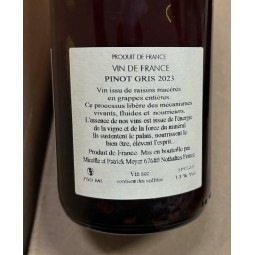 PRODUIT DE FRANCE
VIN DE FRANCE
PINOT GRIS 2023
Vin issu de raisins macérés
en grappes entières.
Ce processus libère des mécanismes
vivants, fluides et nourriciers.
L'essence de nos vins est issue de l'énergie
de la vigne et de la force du minéral.
Ils sustentent le palais, nourrissent le
bien être, élèvent l'esprit.
Produit de France. Mis en bouteille par
Mireille et Patrick Meyer 67680 Nothalten France
Vin sec
contient des sulfites
750 ML
13 % Vol